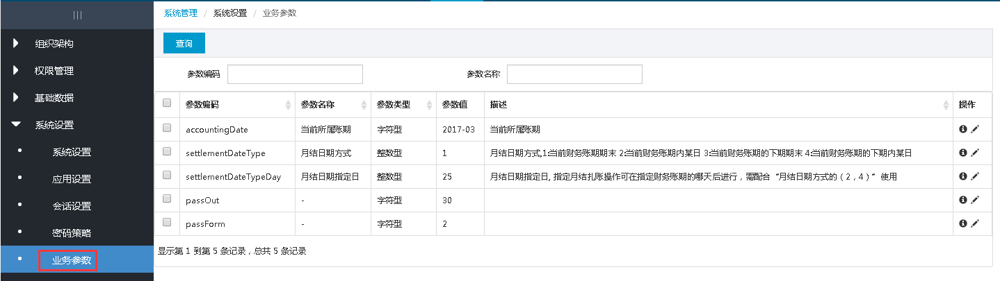 系统管理 / 系统设置 / 业务参数
组织架构
权限管理
基础数据
系统设置
系统设置
应用设置
会话设置
密码策略
业务参数
查询
参数编码 参数名称
参数编码 参数名称 参数类型 参数值 描述 操作
accountingDate 当前所属账期 字符型 2017-03 当前所属账期
settlementDateType 月结日期方式 整数型 1 月结日期方式,1:当前财务账期期末 2:当前财务账期内某日 3:当前财务账期的下期期末 4:当前财务账期的下期内某日
settlementDateTypeDay 月结日期指定日 整数型 25 月结日期指定日, 指定月结扎账操作可在指定财务账期的哪天后进行，需配合“月结日期方式的（2，4）”使用
passOut - 字符型 30
passForm - 字符型 2
显示第 1 到第 5 条记录，总共 5 条记录